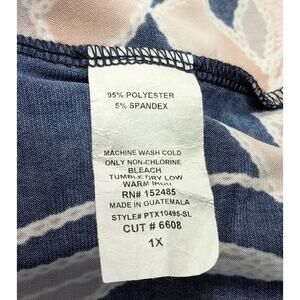 95% POLYESTER
5% SPANDEX
MACHINE WASH COLD
ONLY NON-CHLORINE
BLEACH
TUMBLE DRY LOW
WARM IRON
RN# 152485
MADE IN GUATEMALA
STYLE# PTX10495-SL
CUT # 6608
1X